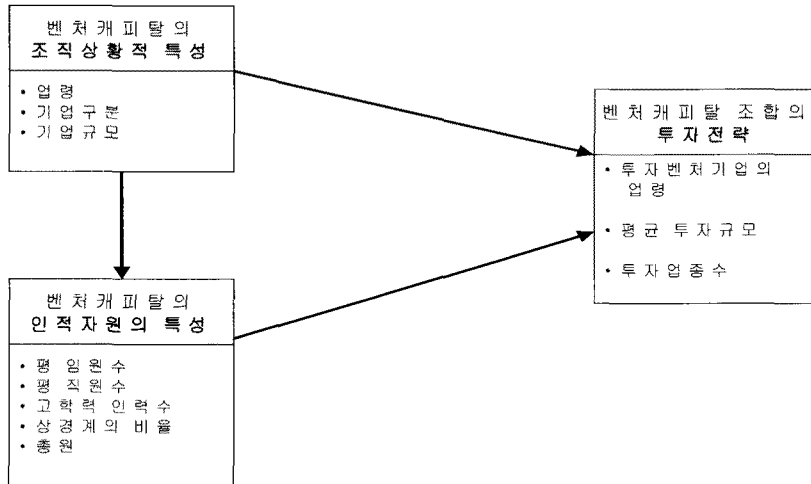 벤처캐피탈의
조직상황적 특성
• 업령
• 기업구분
• 기업규모
벤처캐피탈 조합의
투자전략
• 투자벤처기업의
업령
• 평균 투자규모
• 투자업종수
벤처캐피탈의
인적자원의 특성
• 평 임원수
• 평 직원수
• 고학력 인력수
• 상경계의 비율
• 총원